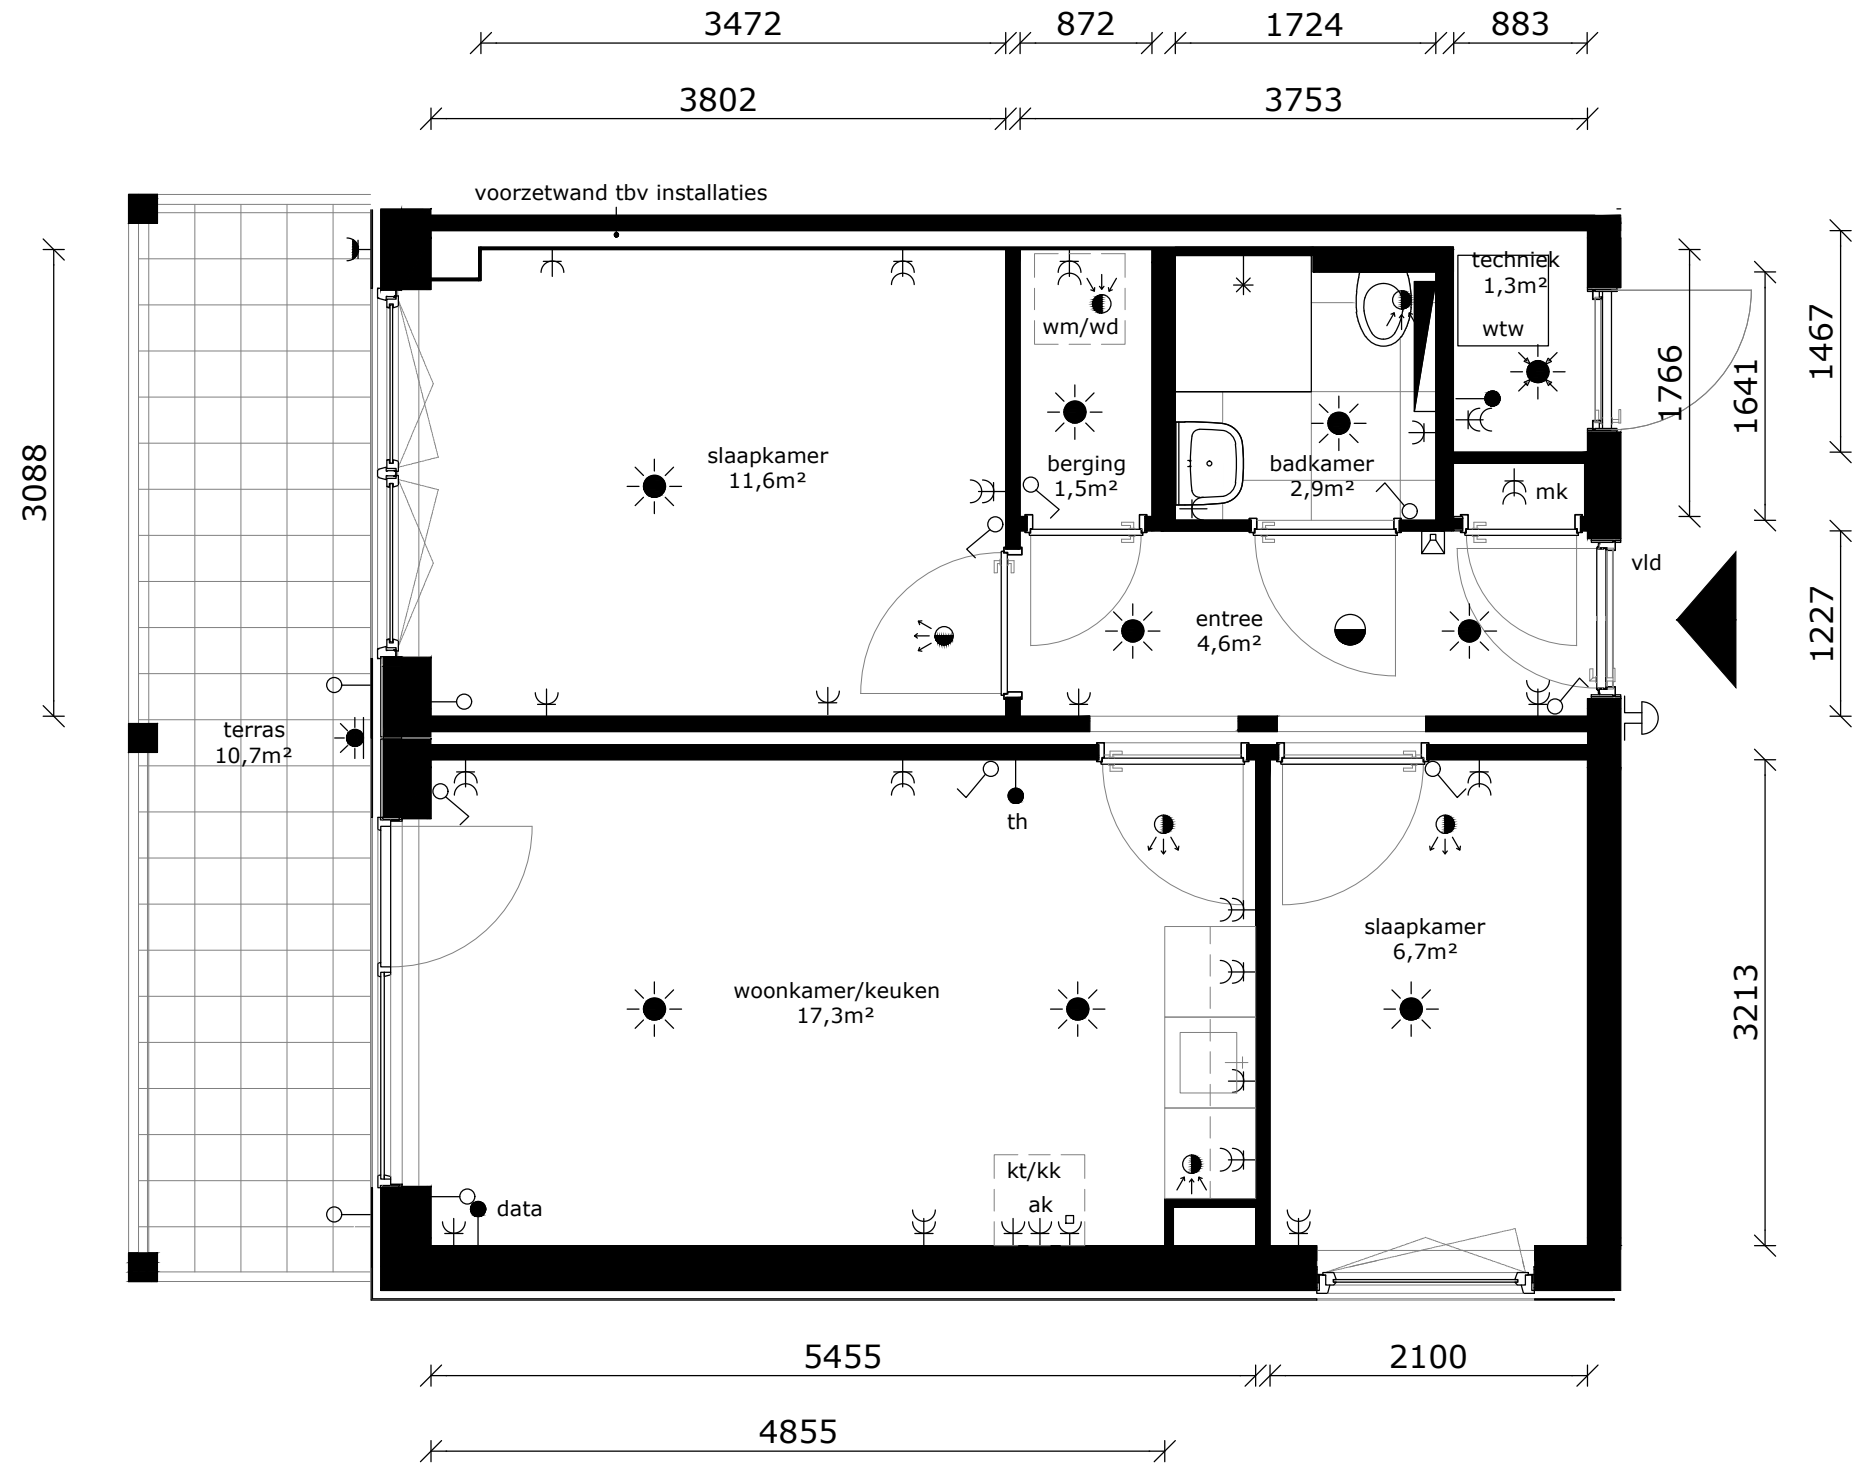 3472
872
1724
883
3802
3753
voorzetwand tbv installaties
techniek
1,3m²
wtw
wm/wd
1467
1766
1641
3088
slaapkamer
11,6m²
berging
1,5m²
badkamer
2,9m²
mk
vld
entree
4,6m²
1227
terras
10,7m²
th
slaapkamer
6,7m²
woonkamer/keuken
17,3m²
3213
kt/kk
ak
data
5455
2100
4855